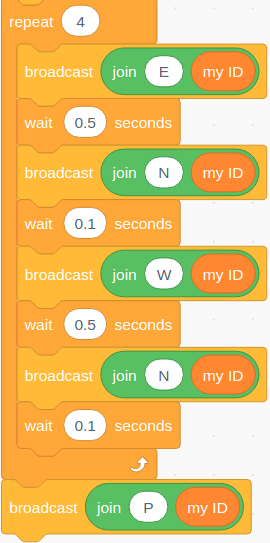 repeat 4
broadcast join E my ID
wait 0.5 seconds
broadcast join N my ID
wait 0.1 seconds
broadcast join W my ID
wait 0.5 seconds
broadcast join N my ID
wait 0.1 seconds
broadcast join P my ID